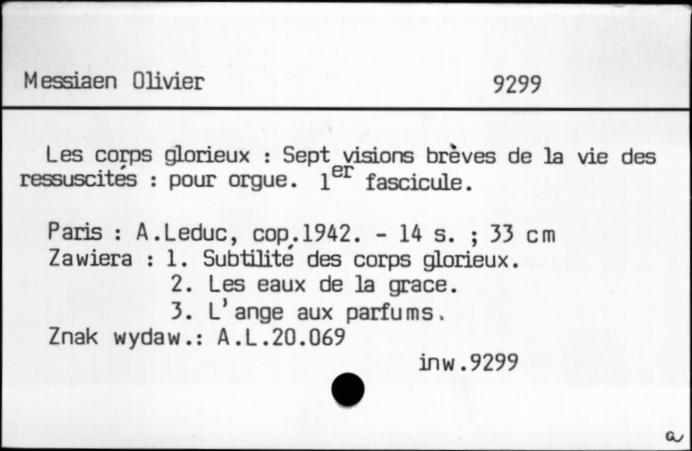 Messiaen Olivier 9299
Les corps glorieux : Sept visions brèves de la vie des
ressuscités : pour orgue. 1er fascicule.
Paris : A.Leduc, cop.1942. - 14 s. ; 33 cm
Zawiera : 1. Subtilité des corps glorieux.
2. Les eaux de la grace.
3. L'ange aux parfums.
Znak wydaw.: A.L.20.069
inw.9299
a